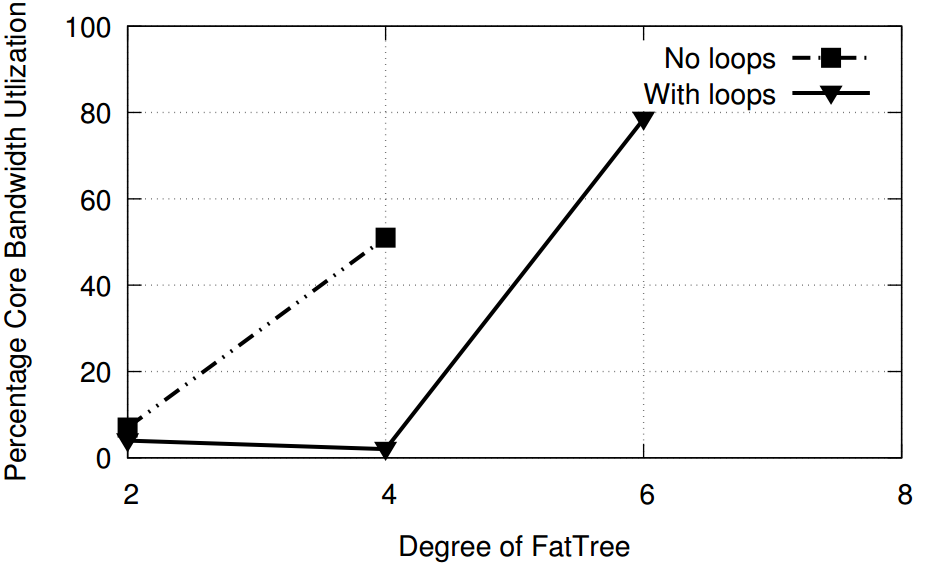 Percentage Core Bandwidth Utlization
100
80
60
40
20
0
No loops
With loops
2 4 6 8
Degree of FatTree